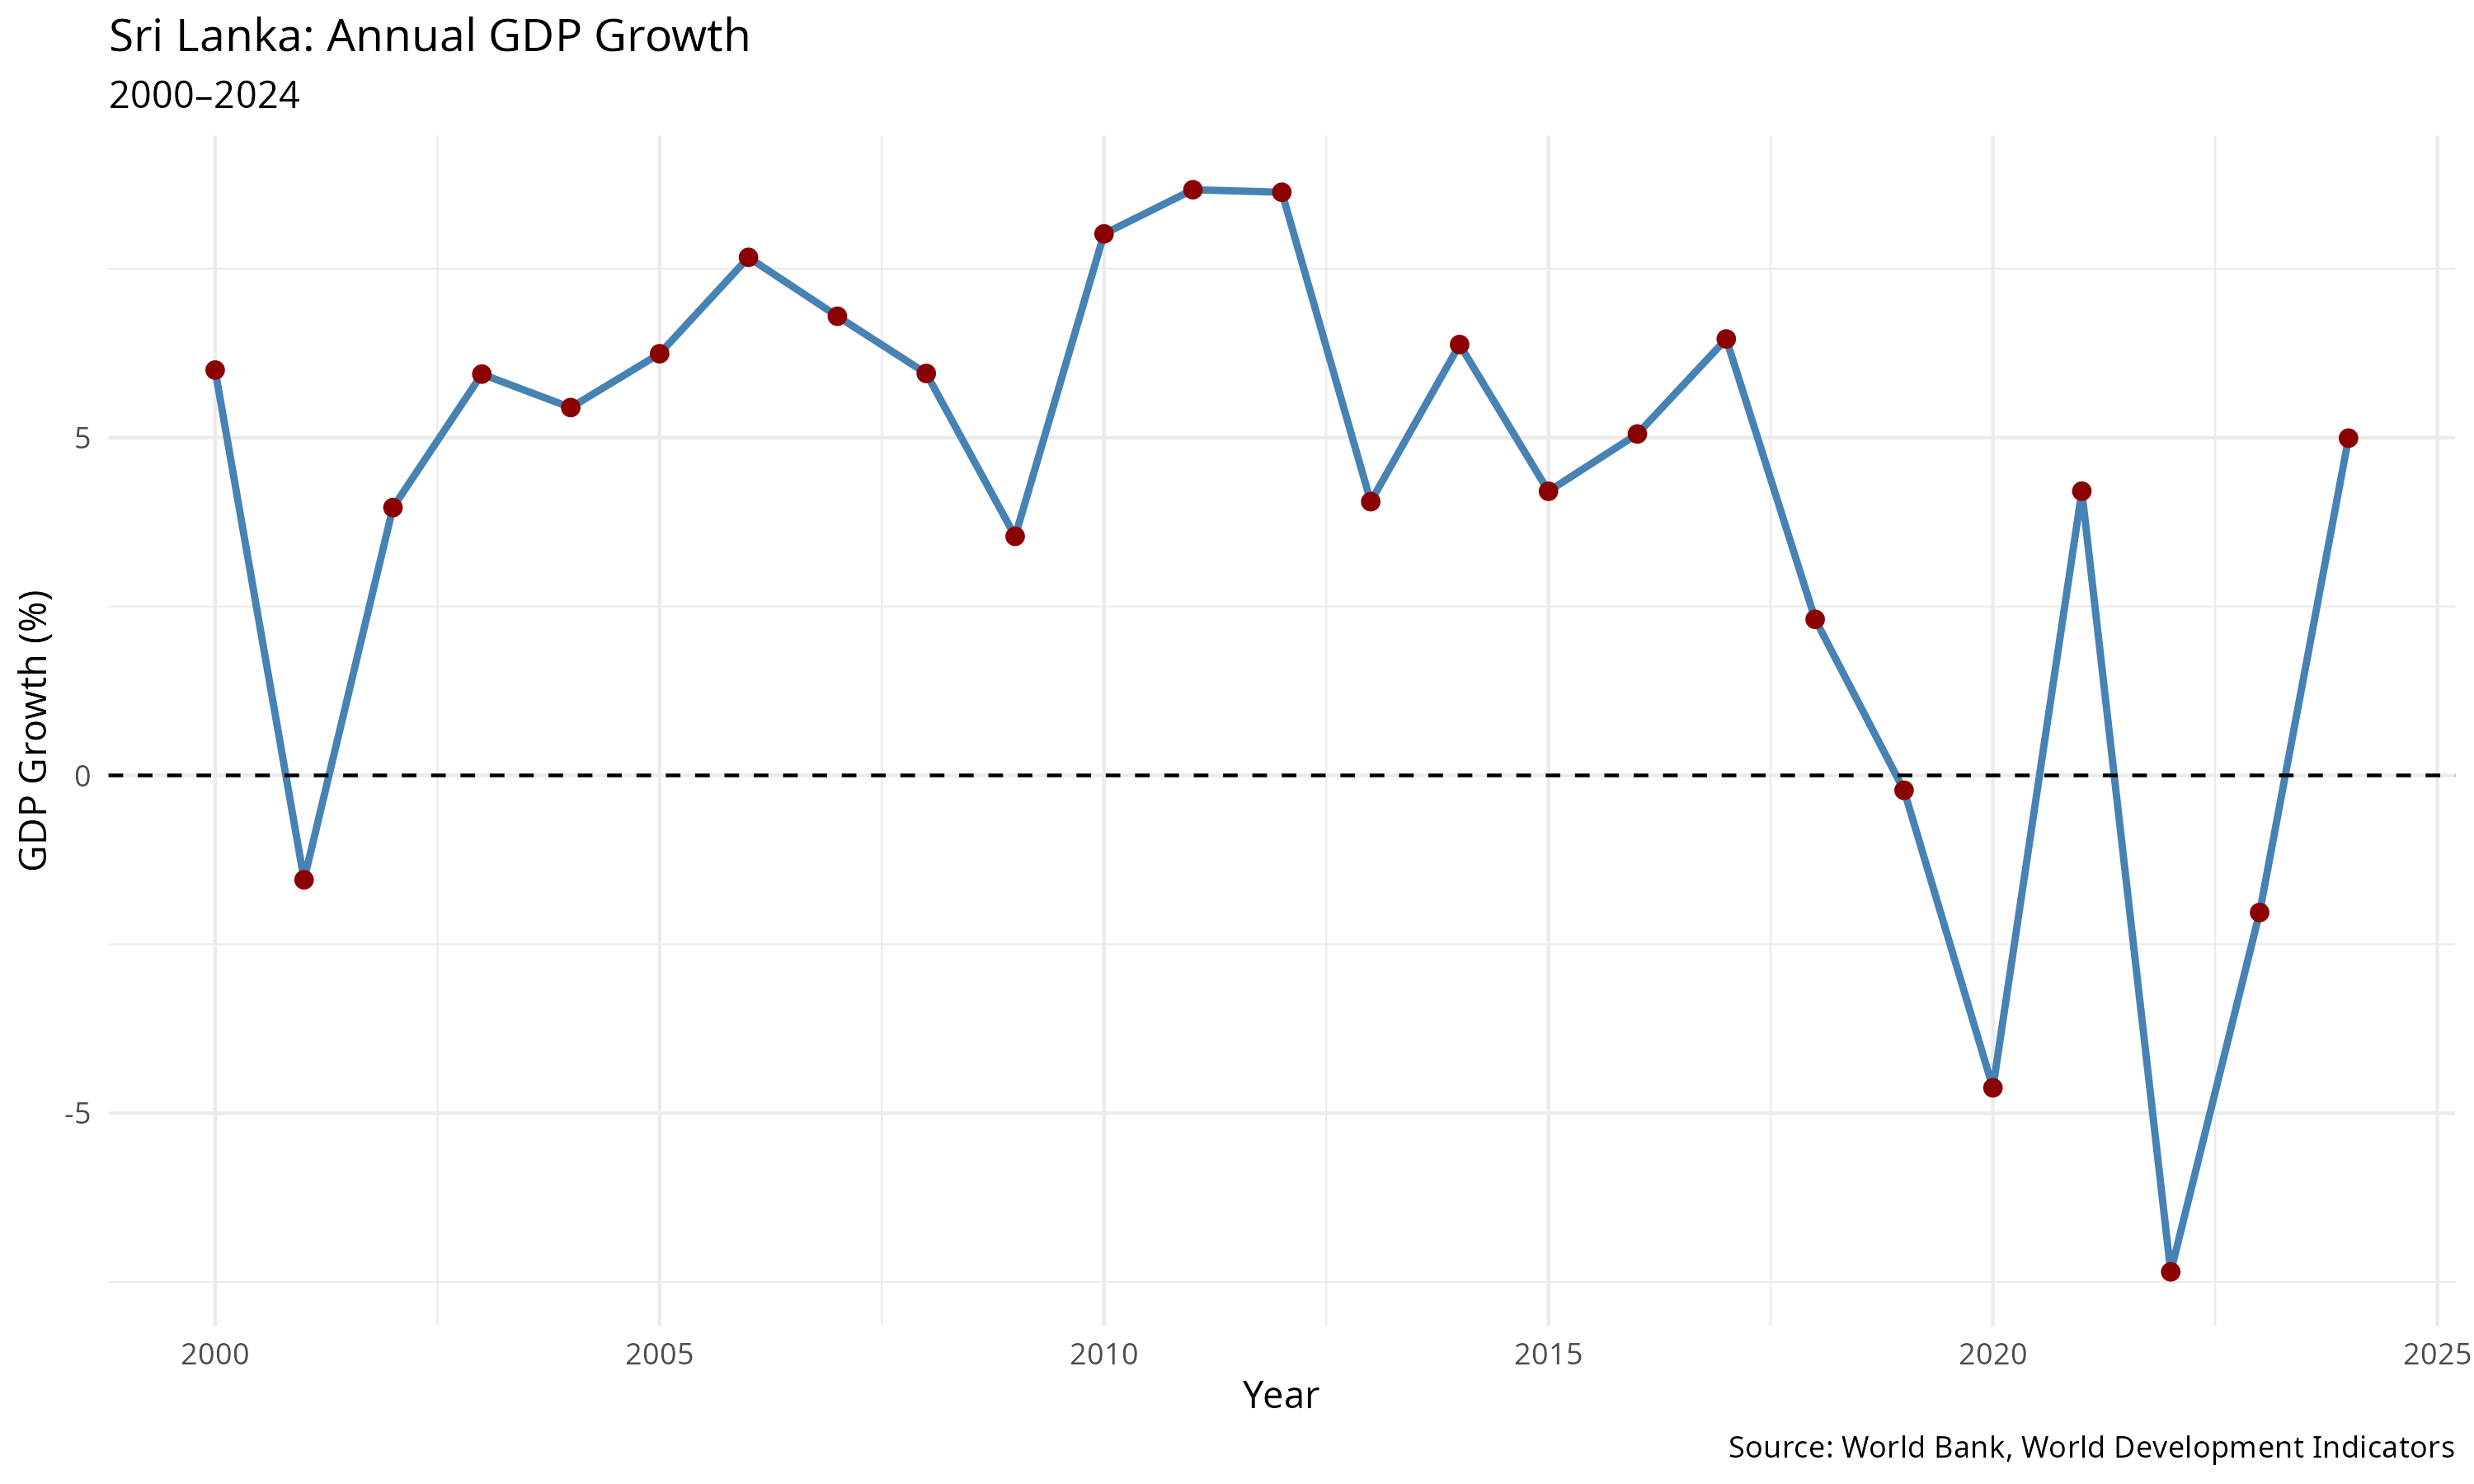 Sri Lanka: Annual GDP Growth
2000–2024
GDP Growth (%)
5
0
-5
2000
2005
2010
2015
2020
2025
Year
Source: World Bank, World Development Indicators